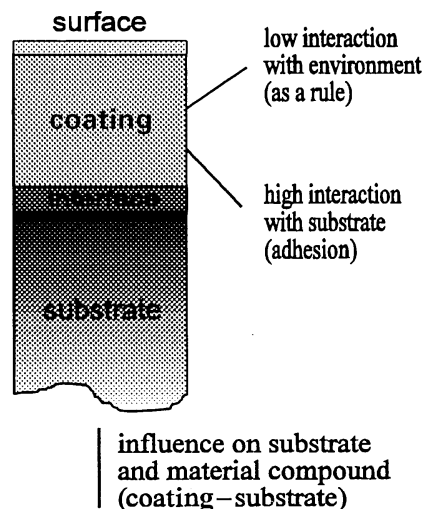 surface
low interaction
with environment
(as a rule)
coating
interface
high interaction
with substrate
(adhesion)
substrate
influence on substrate
and material compound
(coating–substrate)